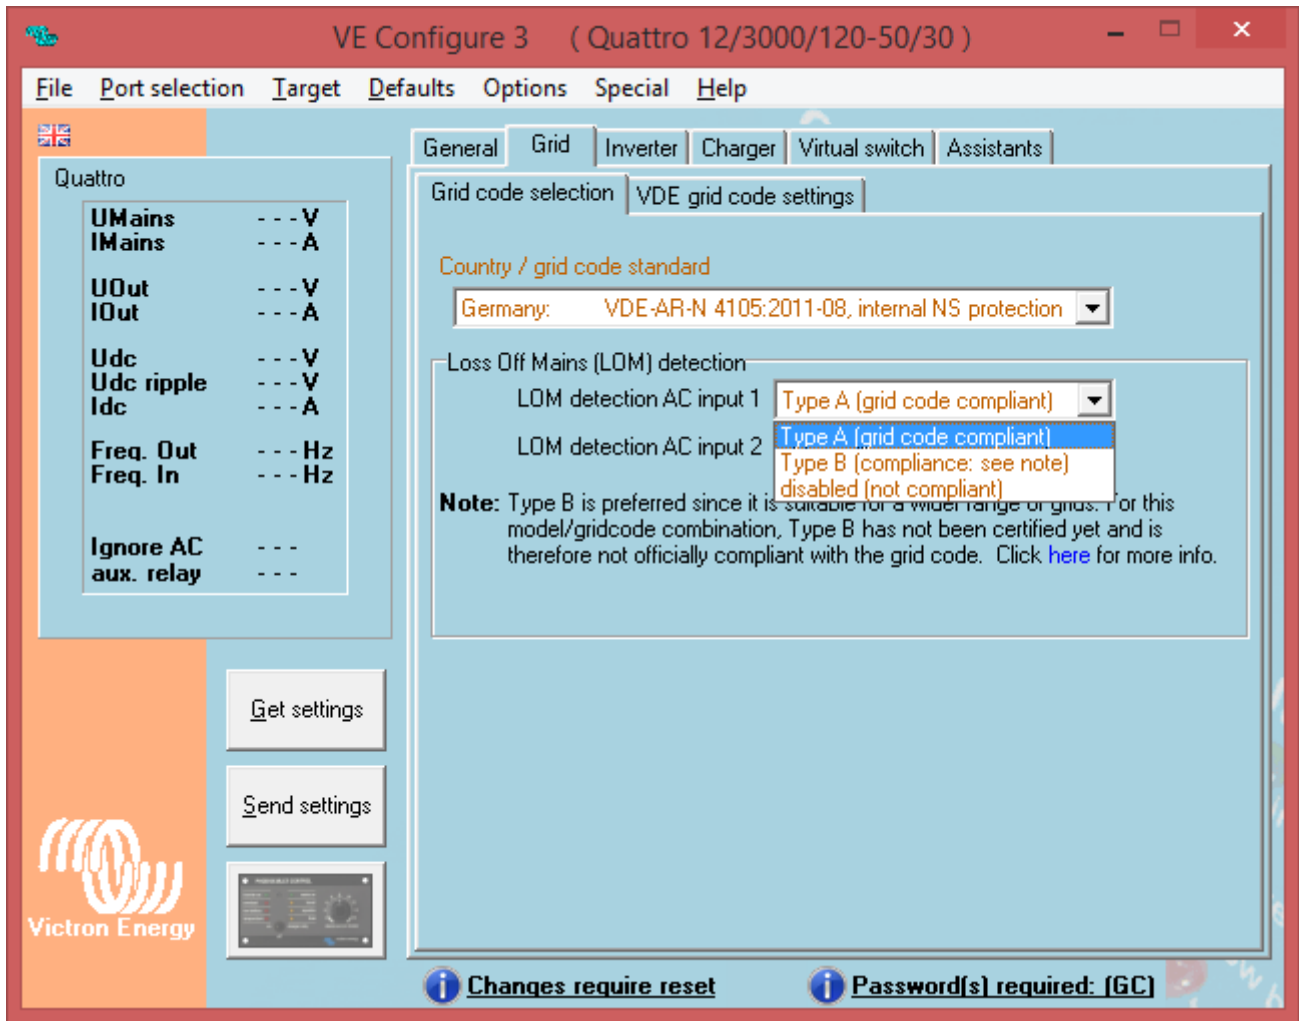 VE Configure 3 ( Quattro 12/3000/120-50/30 )
File Port selection Target Defaults Options Special Help
General Grid Inverter Charger Virtual switch Assistants
Grid code selection VDE grid code settings
Quattro
UMains - - - V
IMains - - - A
UOut - - - V
IOut - - - A
Udc - - - V
Udc ripple - - - V
Idc - - - A
Freq. Out - - - Hz
Freq. In - - - Hz
Ignore AC - - -
aux. relay - - -
Country / grid code standard
Germany: VDE-AR-N 4105:2011-08, internal NS protection
Loss Off Mains (LOM) detection
LOM detection AC input 1 Type A (grid code compliant)
LOM detection AC input 2
Type A (grid code compliant)
Type B (compliance: see note)
disabled (not compliant)
Note: Type B is preferred since it is suitable for a wider range of grids. For this
model/gridcode combination, Type B has not been certified yet and is
therefore not officially compliant with the grid code. Click here for more info.
Get settings
Send settings
Victron Energy
Changes require reset
Password(s) required: (GC)